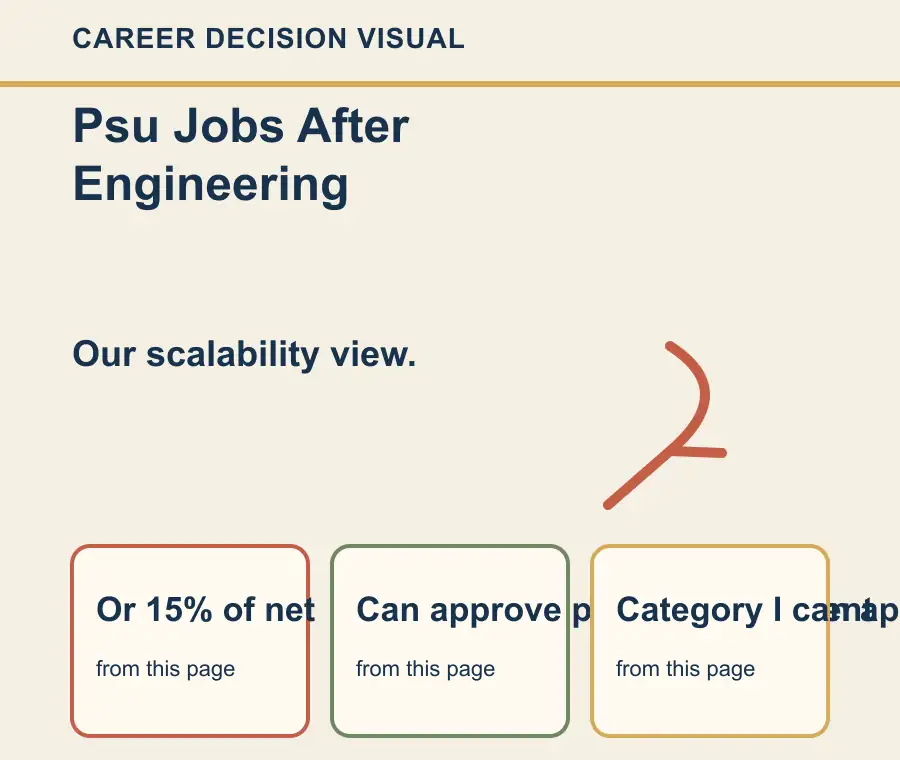 CAREER DECISION VISUAL
Psu Jobs After
Engineering
Our scalability view.
Or 15% of net
Can approve p
Category I can
from this page
from this page
from this page